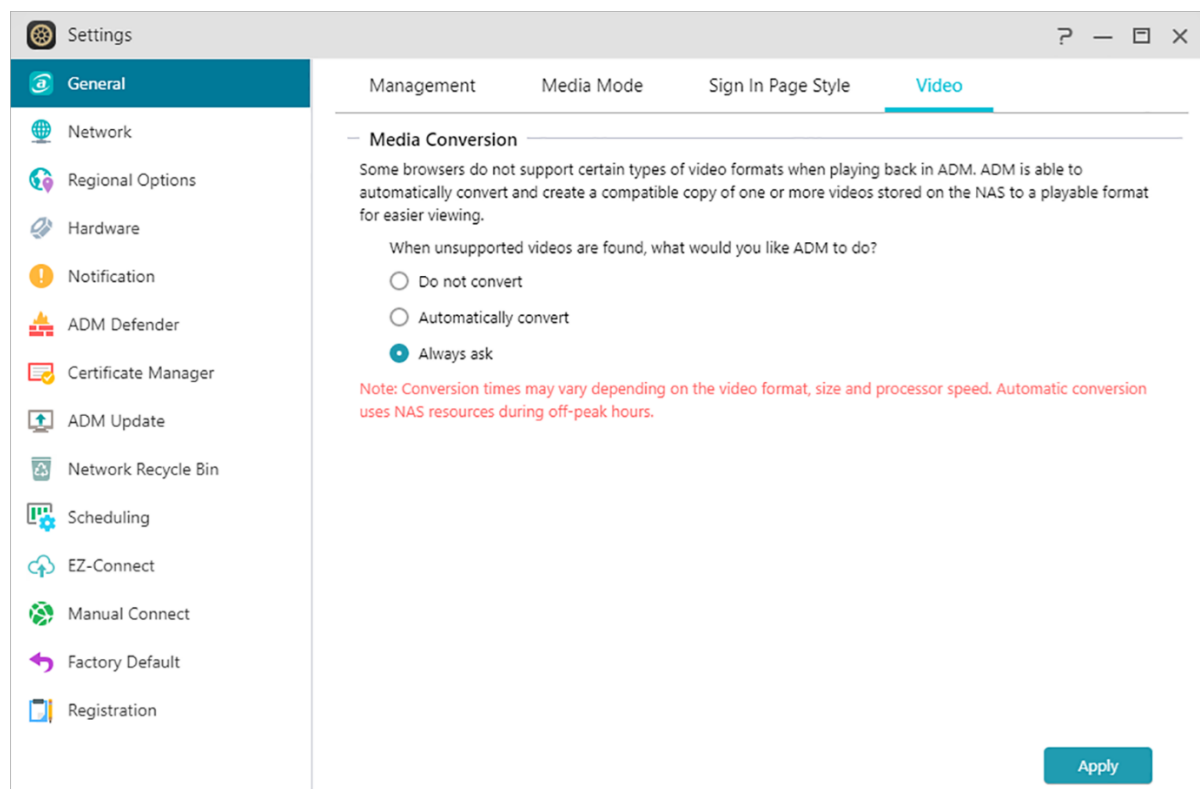 Settings
General
Network
Regional Options
Hardware
Notification
ADM Defender
Certificate Manager
ADM Update
Network Recycle Bin
Scheduling
EZ-Connect
Manual Connect
Factory Default
Registration
Management
Media Mode
Sign In Page Style
Video
Media Conversion
Some browsers do not support certain types of video formats when playing back in ADM. ADM is able to
automatically convert and create a compatible copy of one or more videos stored on the NAS to a playable format
for easier viewing.
When unsupported videos are found, what would you like ADM to do?
Do not convert
Automatically convert
Always ask
Note: Conversion times may vary depending on the video format, size and processor speed. Automatic conversion
uses NAS resources during off-peak hours.
Apply